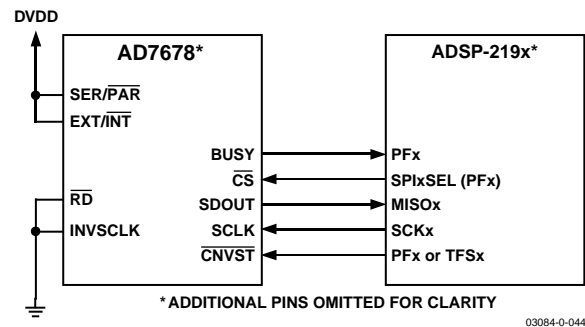 DVDD
AD7678*
ADSP-219x*
SER/PAR
EXT/INT
BUSY
PFx
CS
SPIxSEL (PFx)
RD
SDOUT
MISOx
INVSCLK
SCLK
SCKx
CNVST
PFx or TFSx
*ADDITIONAL PINS OMITTED FOR CLARITY
03084-0-044